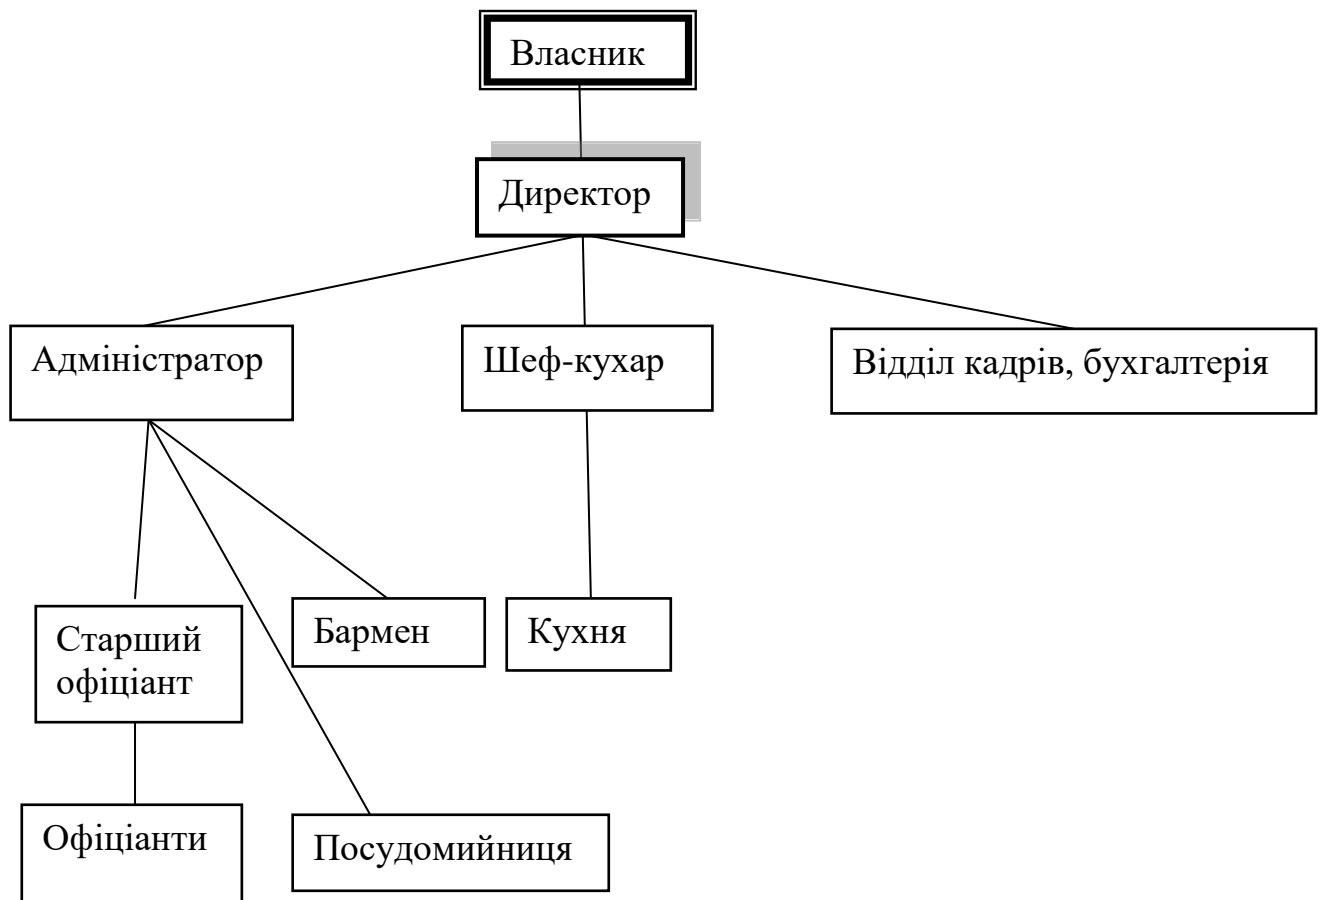 Власник
Директор
Адміністратор
Шеф-кухар
Відділ кадрів, бухгалтерія
Старший
офіціант
Бармен
Кухня
Офіціанти
Посудомийниця